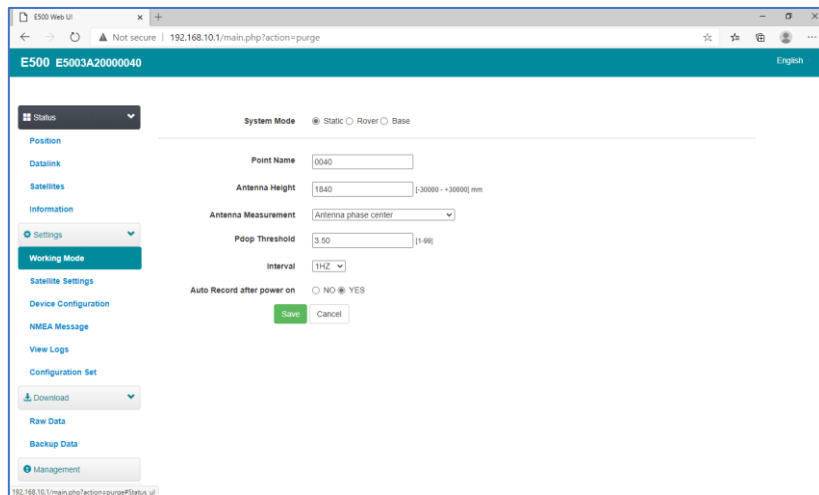 E500 Web UI
Not secure | 192.168.10.1/main.php?action=purge
E500 E5003A20000040
English
Status
Position
Datalink
Satellites
Information
Settings
Working Mode
Satellite Settings
Device Configuration
NMEA Message
View Logs
Configuration Set
Download
Raw Data
Backup Data
Management
System Mode Static Rover Base
Point Name 0040
Antenna Height 1840 [-30000 - +30000] mm
Antenna Measurement Antenna phase center
Pdop Threshold 3.50 [1-99]
Interval 1HZ
Auto Record after power on NO YES
Save Cancel
192.168.10.1/main.php?action=purge#Status_ul